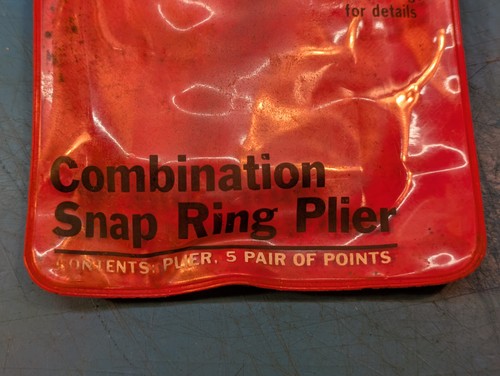 for details
Combination
Snap Ring Plier
CONTENTS: PLIER, 5 PAIR OF POINTS